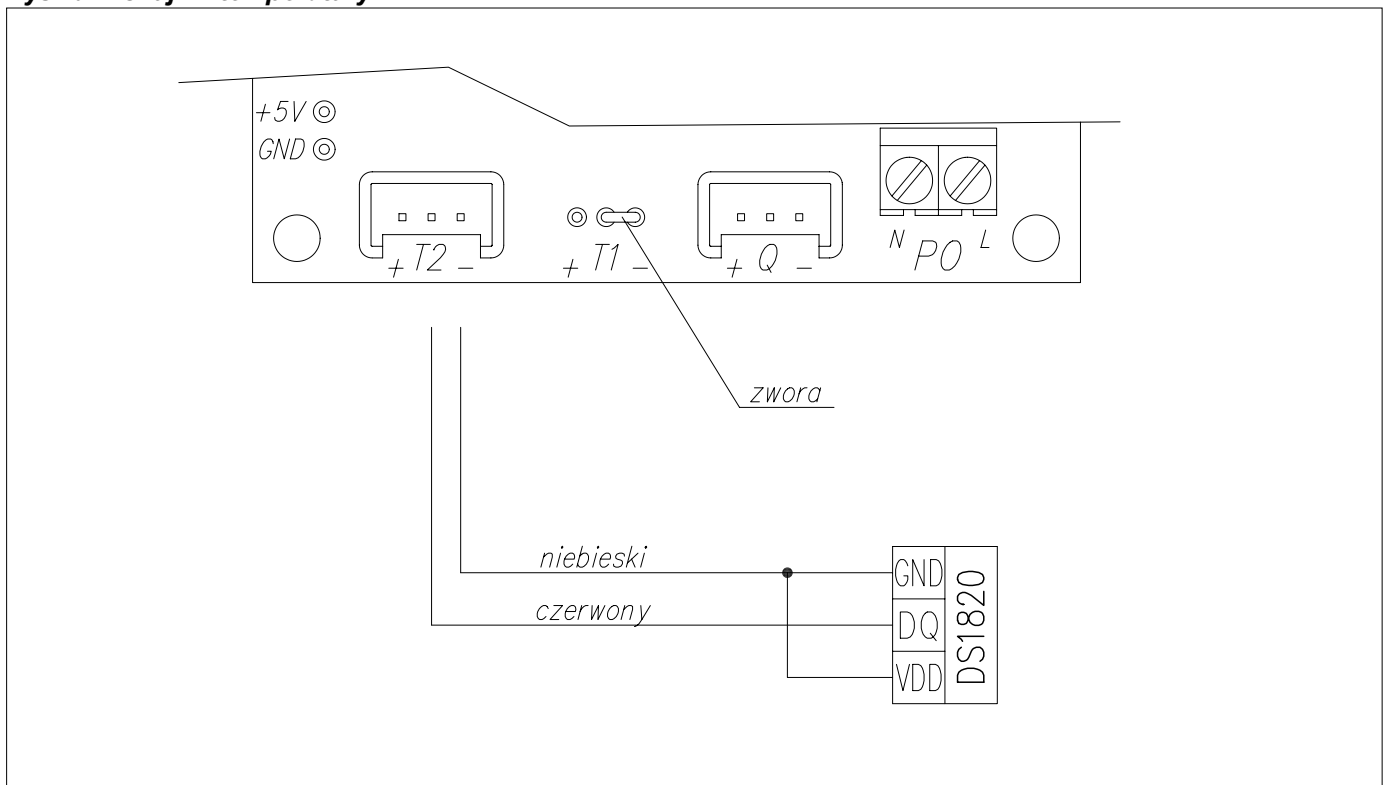 +5V
GND
+ T2 -
+ T1 -
+ Q -
N PO L
zwora
niebieski
czerwony
GND
DQ
VDD
DS1820